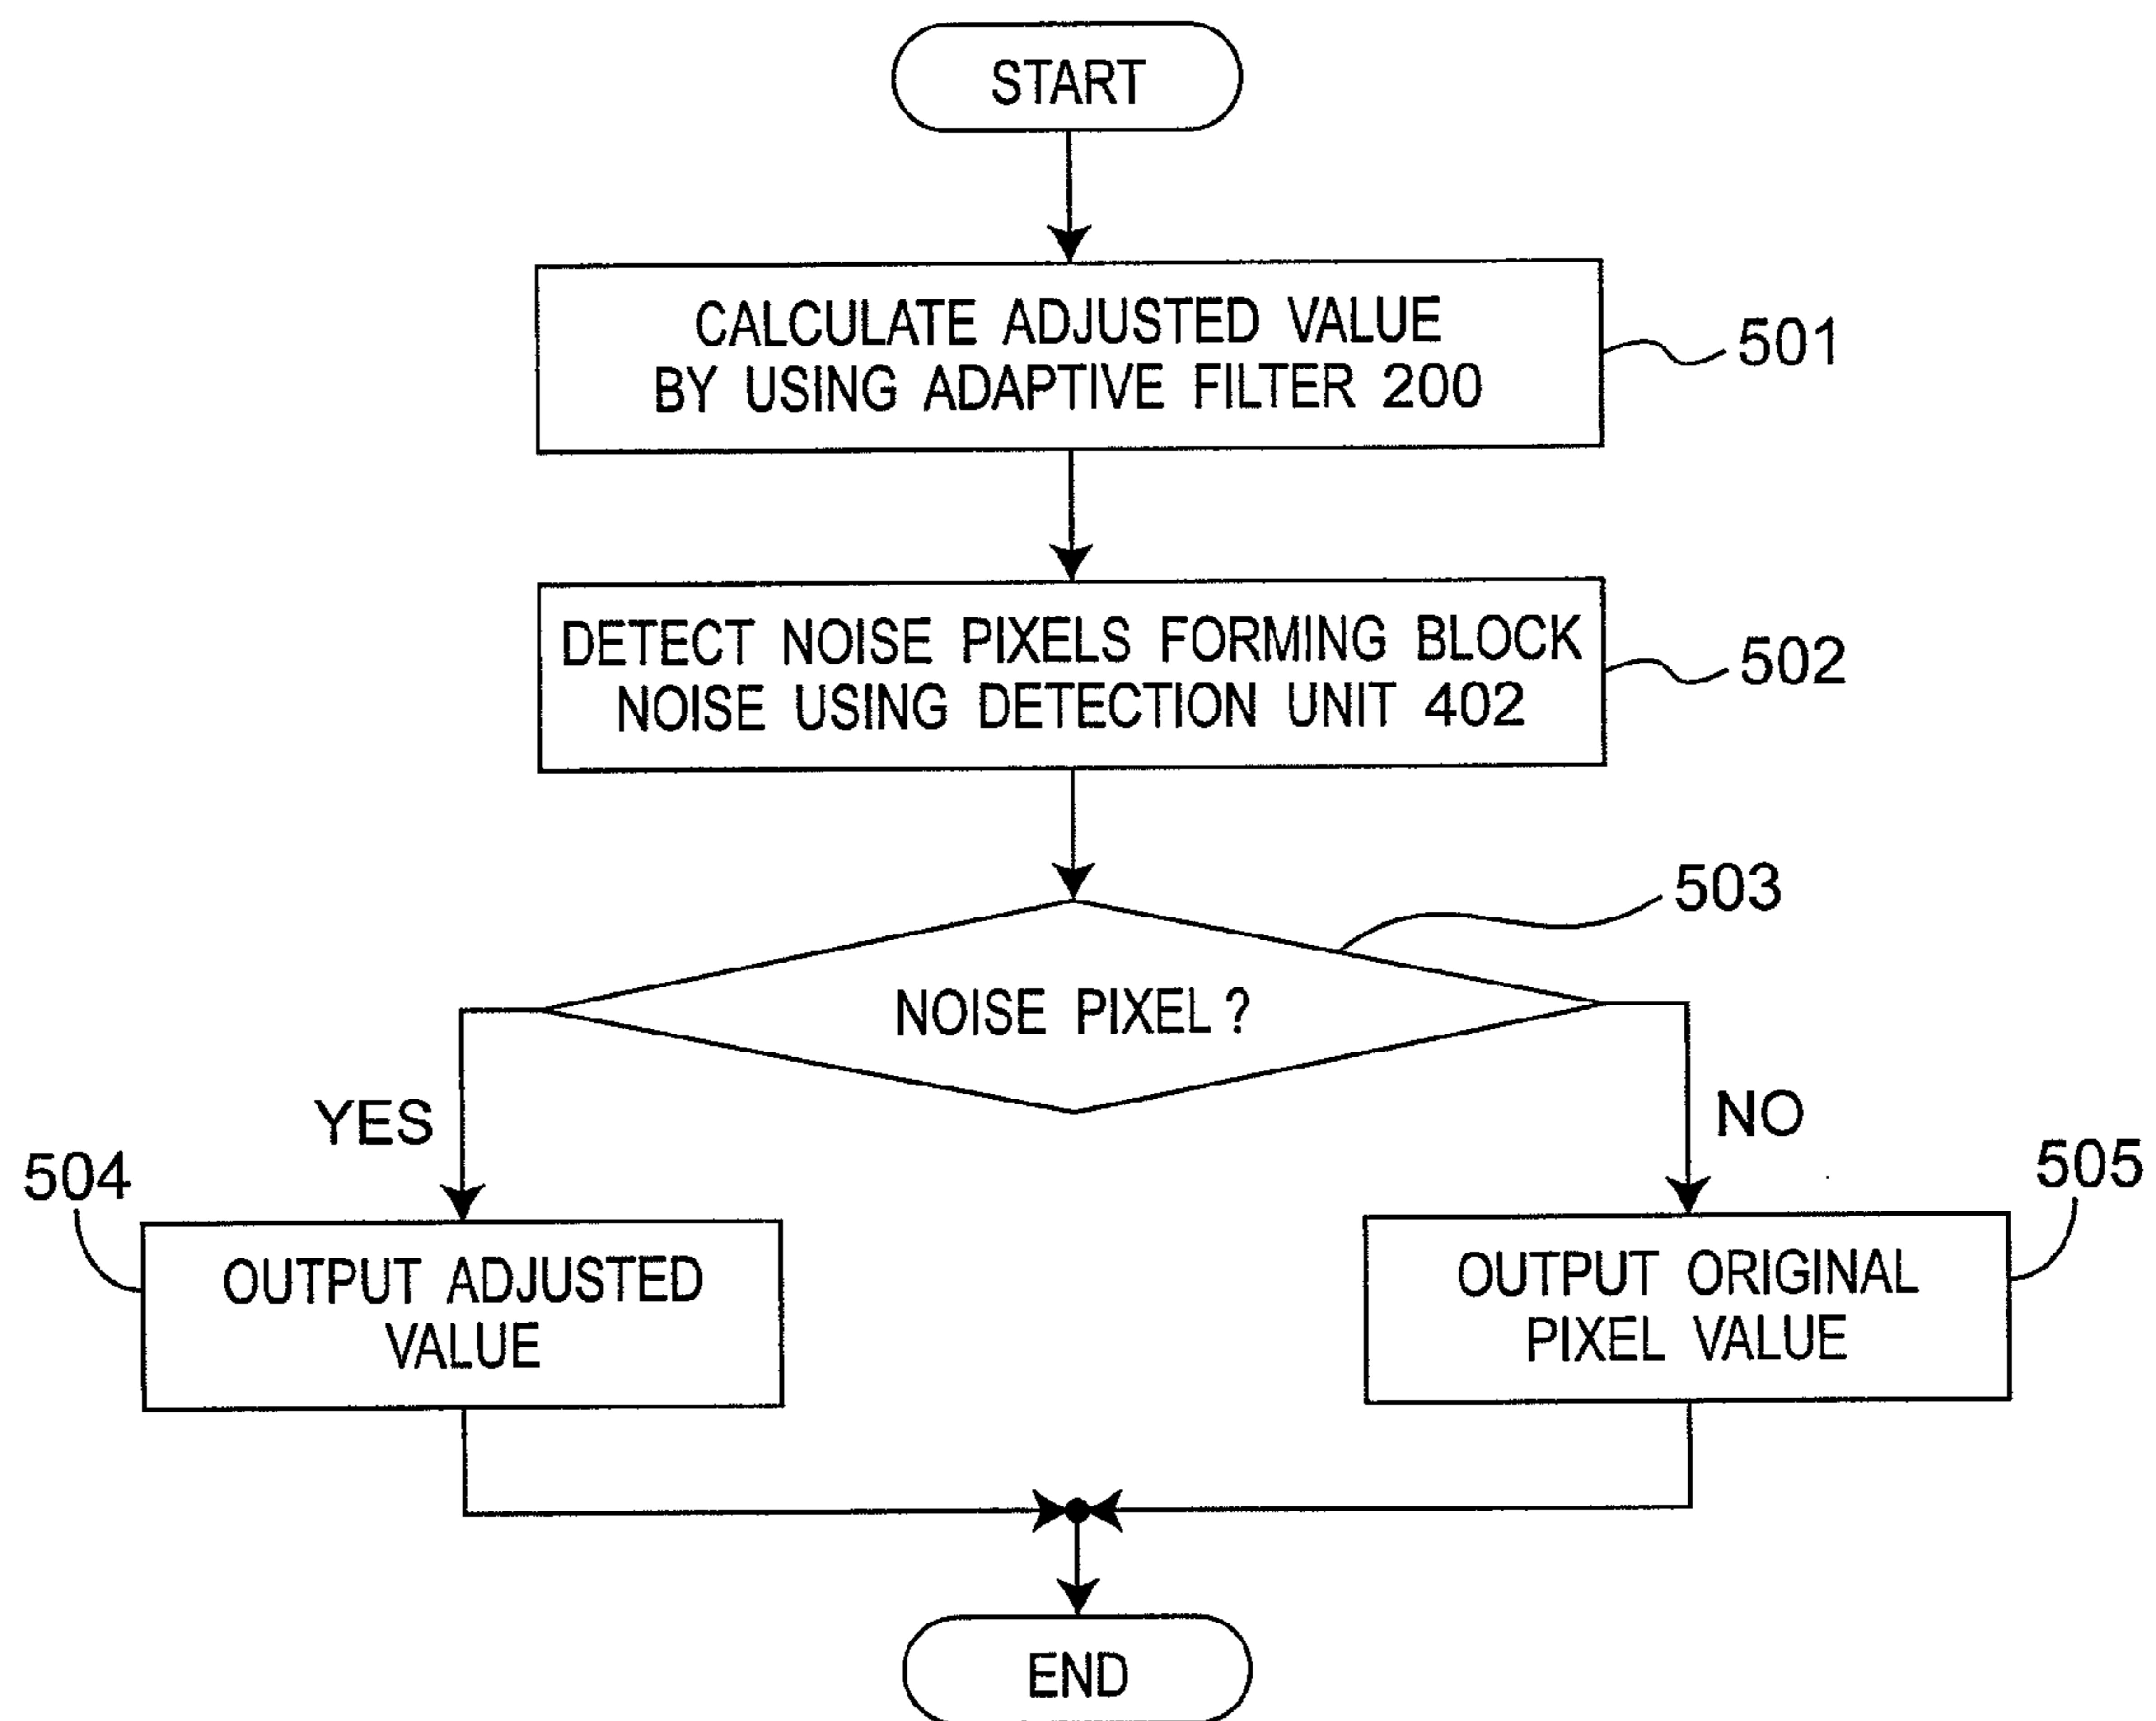 START
CALCULATE ADJUSTED VALUE
BY USING ADAPTIVE FILTER 200
501
DETECT NOISE PIXELS FORMING BLOCK
NOISE USING DETECTION UNIT 402
502
503
NOISE PIXEL ?
YES
NO
504
505
OUTPUT ADJUSTED
VALUE
OUTPUT ORIGINAL
PIXEL VALUE
END